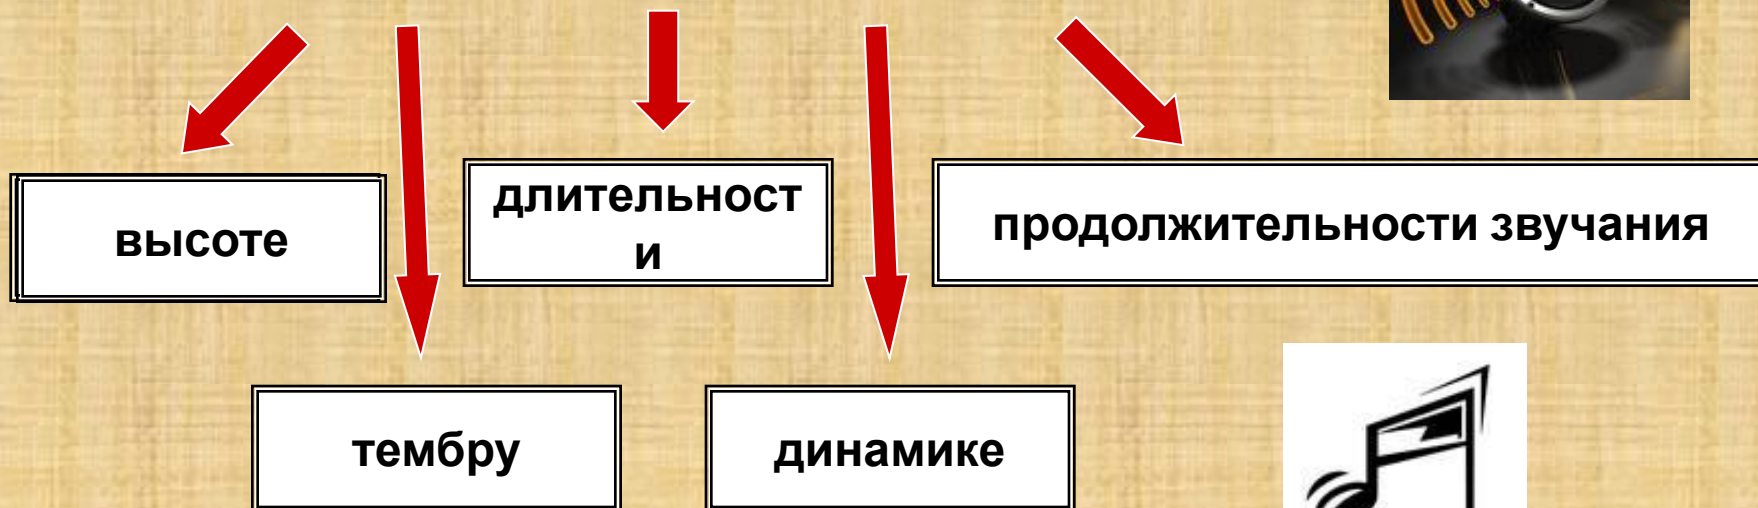 высоте
длительност
и
продолжительности звучания
тембру
динамике